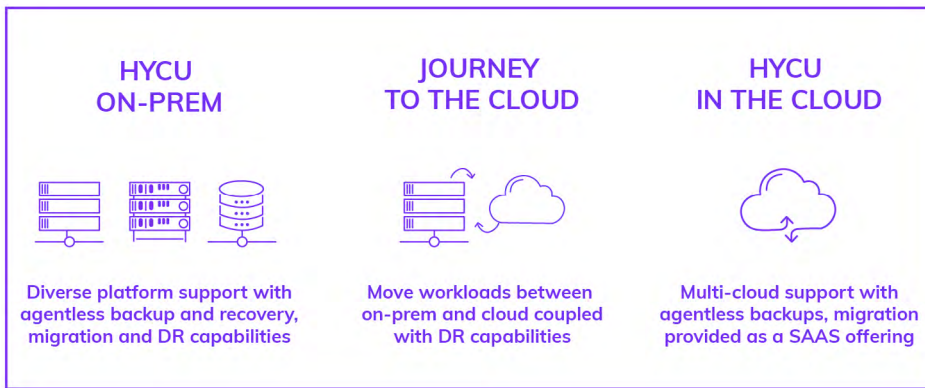 HYCU
ON-PREM
Diverse platform support with
agentless backup and recovery,
migration and DR capabilities
JOURNEY
TO THE CLOUD
Move workloads between
on-prem and cloud coupled
with DR capabilities
HYCU
IN THE CLOUD
Multi-cloud support with
agentless backups, migration
provided as a SAAS offering